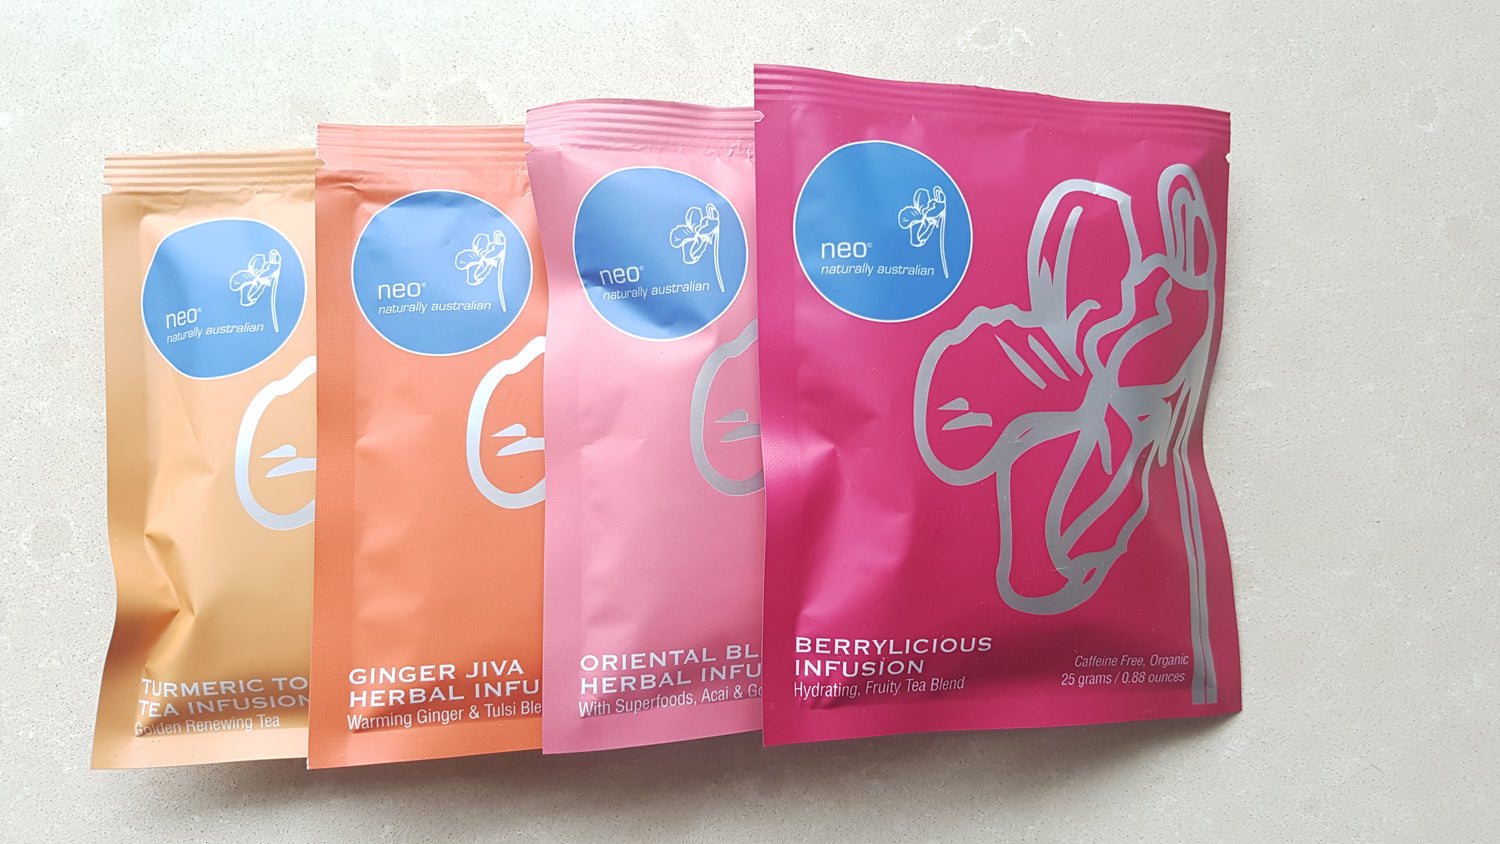 neo®
naturally australian
TURMERIC TO
TEA INFUSION
Golden Renewing Tea
neo®
naturally australian
GINGER JIVA
HERBAL INFU
Warming Ginger & Tulsi Ble
neo®
naturally australian
ORIENTAL BL
HERBAL INFU
With Superfoods, Acai & Go
neo®
naturally australian
BERRYLICIOUS
INFUSION
Hydrating, Fruity Tea Blend
Caffeine Free, Organic
25 grams / 0.88 ounces